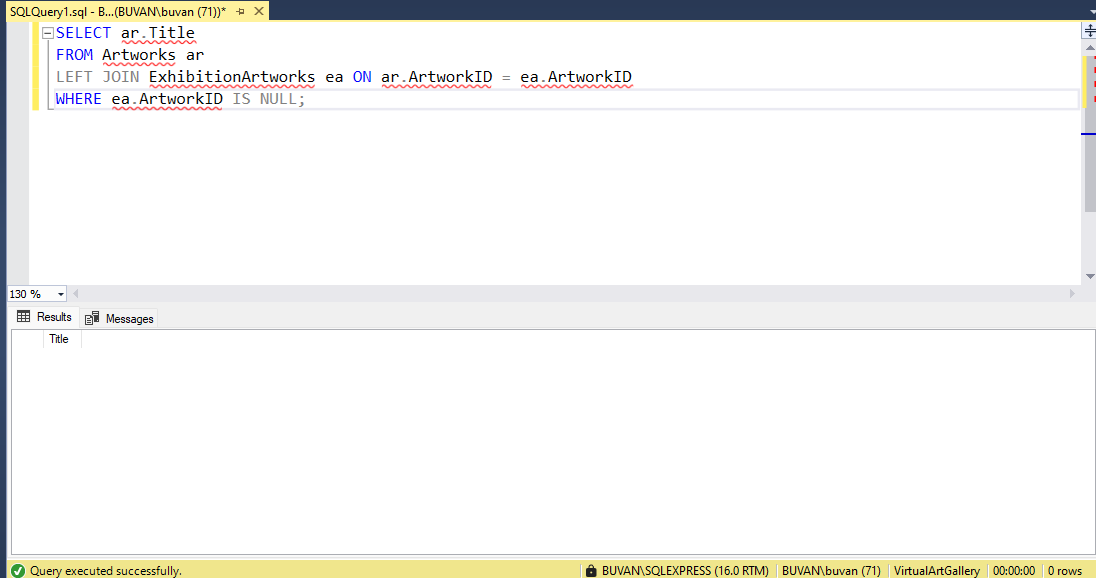 SQLQuery1.sql - B...(BUVAN\buvan (71))*
SELECT ar.Title
FROM Artworks ar
LEFT JOIN ExhibitionArtworks ea ON ar.ArtworkID = ea.ArtworkID
WHERE ea.ArtworkID IS NULL;
130 %
Results Messages
Title
Query executed successfully. BUVAN\SQLEXPRESS (16.0 RTM) BUVAN\buvan (71) VirtualArtGallery 00:00:00 0 rows